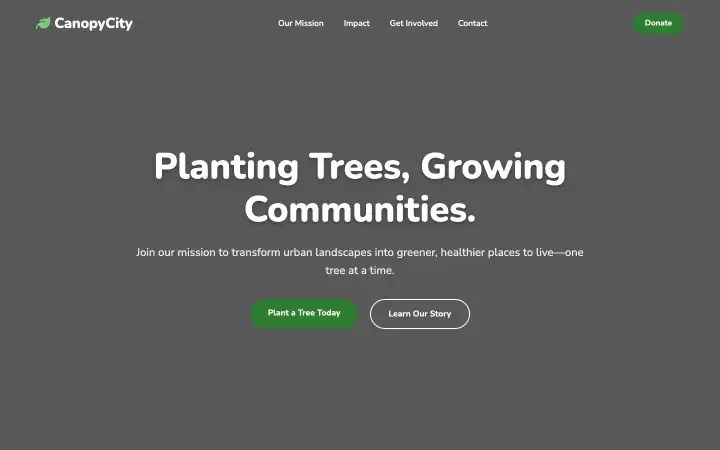 CanopyCity
Our Mission
Impact
Get Involved
Contact
Donate
Planting Trees, Growing
Communities.
Join our mission to transform urban landscapes into greener, healthier places to live—one
tree at a time.
Plant a Tree Today
Learn Our Story